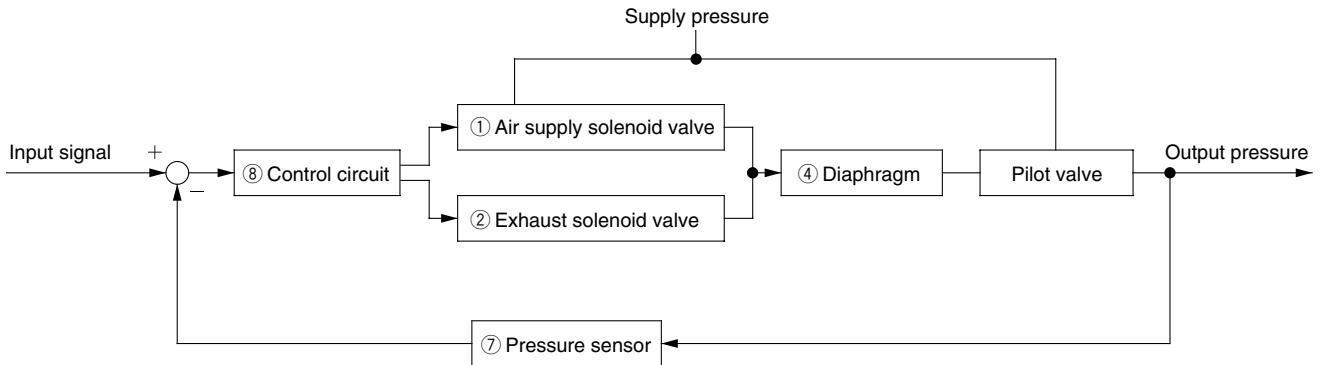 Supply pressure
① Air supply solenoid valve
Input signal
+
−
⑧ Control circuit
④ Diaphragm
Pilot valve
Output pressure
② Exhaust solenoid valve
⑦ Pressure sensor